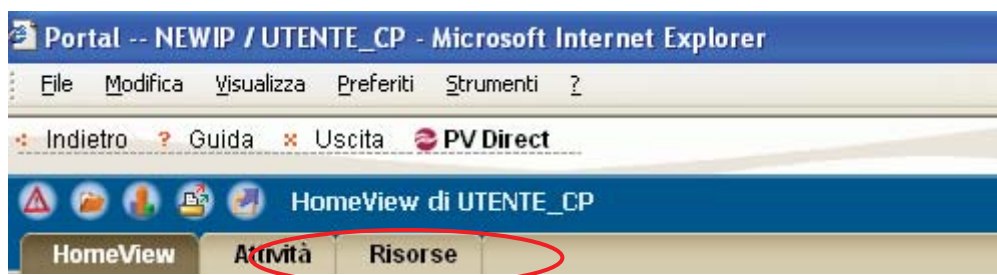 Portal -- NEWIP / UTENTE_CP - Microsoft Internet Explorer
File Modifica Visualizza Preferiti Strumenti ?
Indietro ? Guida × Uscita PV Direct
HomeView di UTENTE_CP
HomeView Attività Risorse